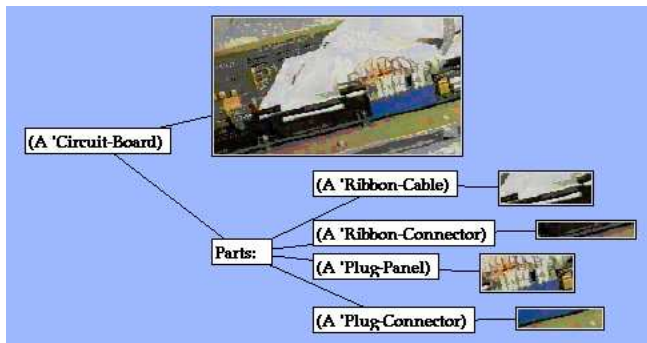 (A 'Circuit-Board)
(A 'Ribbon-Cable)
(A 'Ribbon-Connector)
Parts:
(A 'Plug-Panel)
(A 'Plug-Connector)